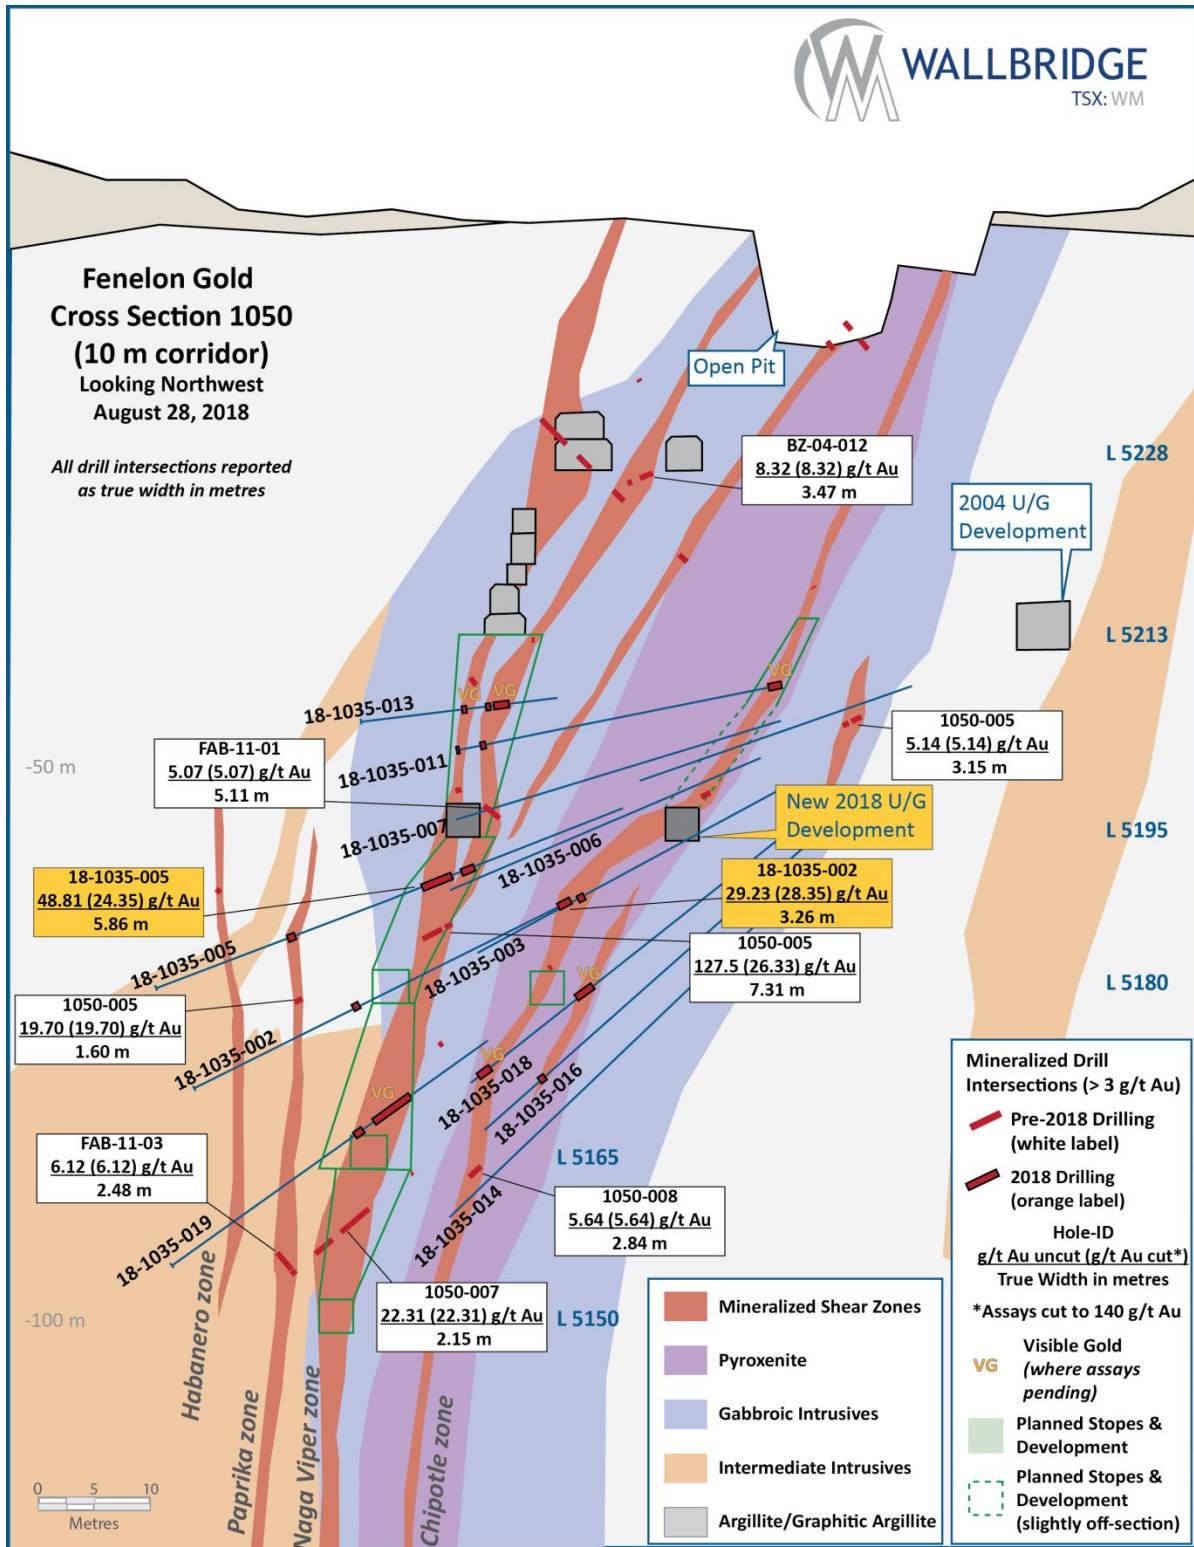 WALLBRIDGE
TSX: WM
Fenelon Gold
Cross Section 1050
(10 m corridor)
Looking Northwest
August 28, 2018
All drill intersections reported
as true width in metres
Open Pit
BZ-04-012
8.32 (8.32) g/t Au
3.47 m
L 5228
2004 U/G
Development
L 5213
VG
VG
VG
18-1035-013
FAB-11-01
5.07 (5.07) g/t Au
5.11 m
1050-005
5.14 (5.14) g/t Au
3.15 m
-50 m
18-1035-011
18-1035-007
18-1035-006
New 2018 U/G
Development
L 5195
18-1035-005
48.81 (24.35) g/t Au
5.86 m
18-1035-002
29.23 (28.35) g/t Au
3.26 m
18-1035-005
18-1035-003
1050-005
127.5 (26.33) g/t Au
7.31 m
VG
L 5180
1050-005
19.70 (19.70) g/t Au
1.60 m
18-1035-002
VG
18-1035-018
18-1035-016
VG
FAB-11-03
6.12 (6.12) g/t Au
2.48 m
L 5165
1050-008
5.64 (5.64) g/t Au
2.84 m
18-1035-014
18-1035-019
1050-007
22.31 (22.31) g/t Au
2.15 m
L 5150
-100 m
Habanero zone
Paprika zone
Naga Viper zone
Chipotle zone
0 5 10
Metres
Mineralized Shear Zones
Pyroxenite
Gabbroic Intrusives
Intermediate Intrusives
Argillite/Graphitic Argillite
Mineralized Drill
Intersections (> 3 g/t Au)
Pre-2018 Drilling
(white label)
2018 Drilling
(orange label)
Hole-ID
g/t Au uncut (g/t Au cut*)
True Width in metres
*Assays cut to 140 g/t Au
VG
Visible Gold
(where assays
pending)
Planned Stopes &
Development
Planned Stopes &
Development
(slightly off-section)